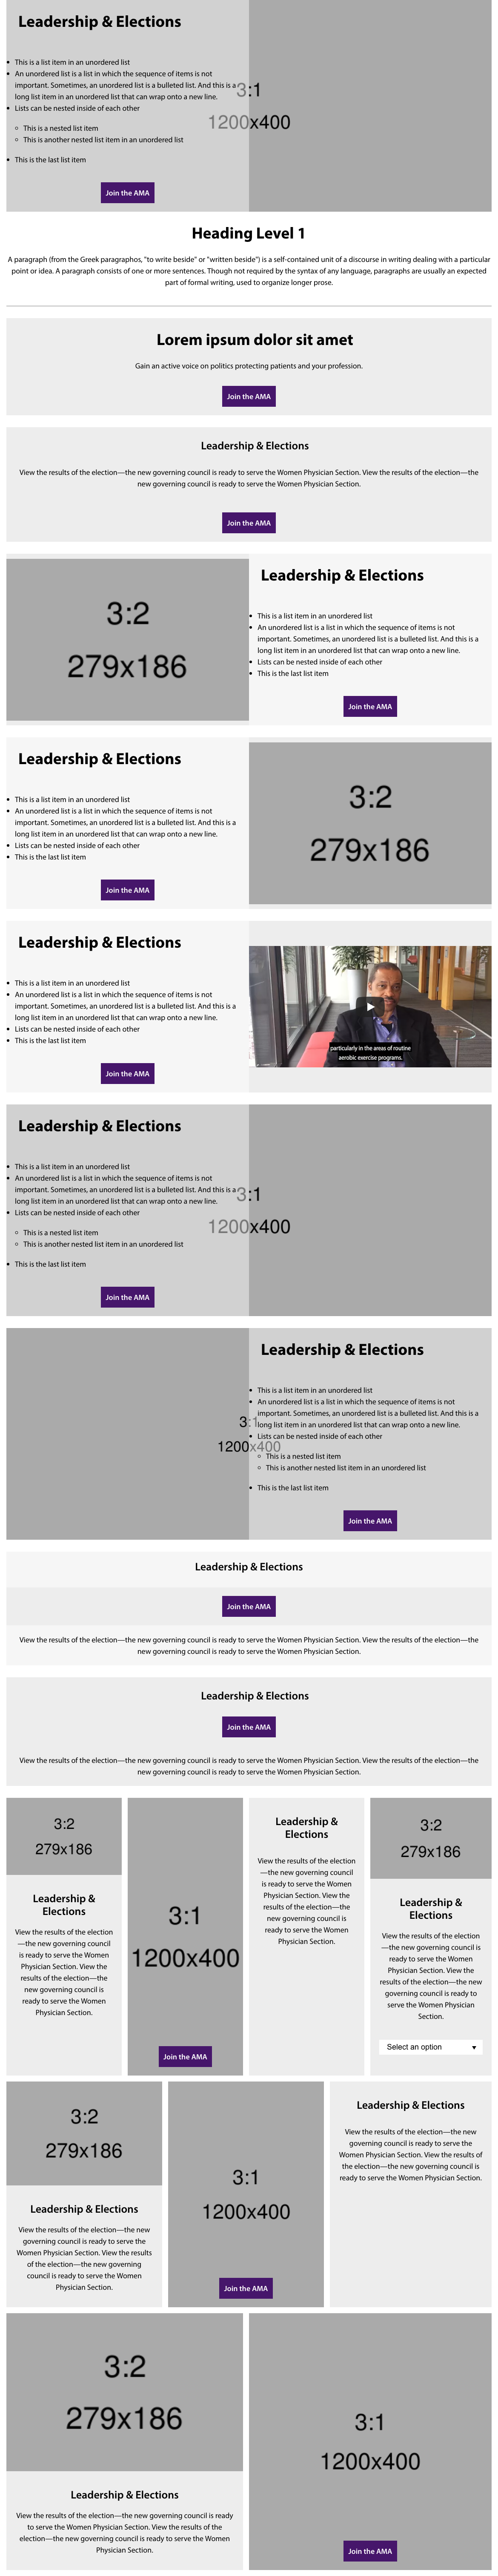 Leadership & Elections
This is a list item in an unordered list
An unordered list is a list in which the sequence of items is not
important. Sometimes, an unordered list is a bulleted list. And this is a
long list item in an unordered list that can wrap onto a new line.
Lists can be nested inside of each other
This is a nested list item
This is another nested list item in an unordered list
This is the last list item
Join the AMA
3:1
1200x400
Heading Level 1
A paragraph (from the Greek paragraphos, "to write beside" or "written beside") is a self-contained unit of a discourse in writing dealing with a particular
point or idea. A paragraph consists of one or more sentences. Though not required by the syntax of any language, paragraphs are usually an expected
part of formal writing, used to organize longer prose.
Lorem ipsum dolor sit amet
Gain an active voice on politics protecting patients and your profession.
Join the AMA
Leadership & Elections
View the results of the election—the new governing council is ready to serve the Women Physician Section. View the results of the election—the
new governing council is ready to serve the Women Physician Section.
Join the AMA
3:2
279x186
Leadership & Elections
This is a list item in an unordered list
An unordered list is a list in which the sequence of items is not
important. Sometimes, an unordered list is a bulleted list. And this is a
long list item in an unordered list that can wrap onto a new line.
Lists can be nested inside of each other
This is the last list item
Join the AMA
Leadership & Elections
This is a list item in an unordered list
An unordered list is a list in which the sequence of items is not
important. Sometimes, an unordered list is a bulleted list. And this is a
long list item in an unordered list that can wrap onto a new line.
Lists can be nested inside of each other
This is the last list item
Join the AMA
3:2
279x186
Leadership & Elections
This is a list item in an unordered list
An unordered list is a list in which the sequence of items is not
important. Sometimes, an unordered list is a bulleted list. And this is a
long list item in an unordered list that can wrap onto a new line.
Lists can be nested inside of each other
This is the last list item
Join the AMA
particularly in the areas of routine
aerobic exercise programs.
Leadership & Elections
This is a list item in an unordered list
An unordered list is a list in which the sequence of items is not
important. Sometimes, an unordered list is a bulleted list. And this is a
long list item in an unordered list that can wrap onto a new line.
Lists can be nested inside of each other
This is a nested list item
This is another nested list item in an unordered list
This is the last list item
Join the AMA
3:1
1200x400
3:1
1200x400
Leadership & Elections
This is a list item in an unordered list
An unordered list is a list in which the sequence of items is not
important. Sometimes, an unordered list is a bulleted list. And this is a
long list item in an unordered list that can wrap onto a new line.
Lists can be nested inside of each other
This is a nested list item
This is another nested list item in an unordered list
This is the last list item
Join the AMA
Leadership & Elections
Join the AMA
View the results of the election—the new governing council is ready to serve the Women Physician Section. View the results of the election—the
new governing council is ready to serve the Women Physician Section.
Leadership & Elections
Join the AMA
View the results of the election—the new governing council is ready to serve the Women Physician Section. View the results of the election—the
new governing council is ready to serve the Women Physician Section.
3:2
279x186
Leadership &
Elections
View the results of the election
—the new governing council
is ready to serve the Women
Physician Section. View the
results of the election—the
new governing council is
ready to serve the Women
Physician Section.
3:1
1200x400
Join the AMA
Leadership &
Elections
View the results of the election
—the new governing council
is ready to serve the Women
Physician Section. View the
results of the election—the
new governing council is
ready to serve the Women
Physician Section.
3:2
279x186
Leadership &
Elections
View the results of the election
—the new governing council is
ready to serve the Women
Physician Section. View the
results of the election—the new
governing council is ready to
serve the Women Physician
Section.
Select an option
3:2
279x186
Leadership & Elections
View the results of the election—the new
governing council is ready to serve the
Women Physician Section. View the results
of the election—the new governing
council is ready to serve the Women
Physician Section.
3:1
1200x400
Join the AMA
Leadership & Elections
View the results of the election—the new
governing council is ready to serve the
Women Physician Section. View the results of
the election—the new governing council is
ready to serve the Women Physician Section.
3:2
279x186
Leadership & Elections
View the results of the election—the new governing council is ready
to serve the Women Physician Section. View the results of the
election—the new governing council is ready to serve the Women
Physician Section.
3:1
1200x400
Join the AMA